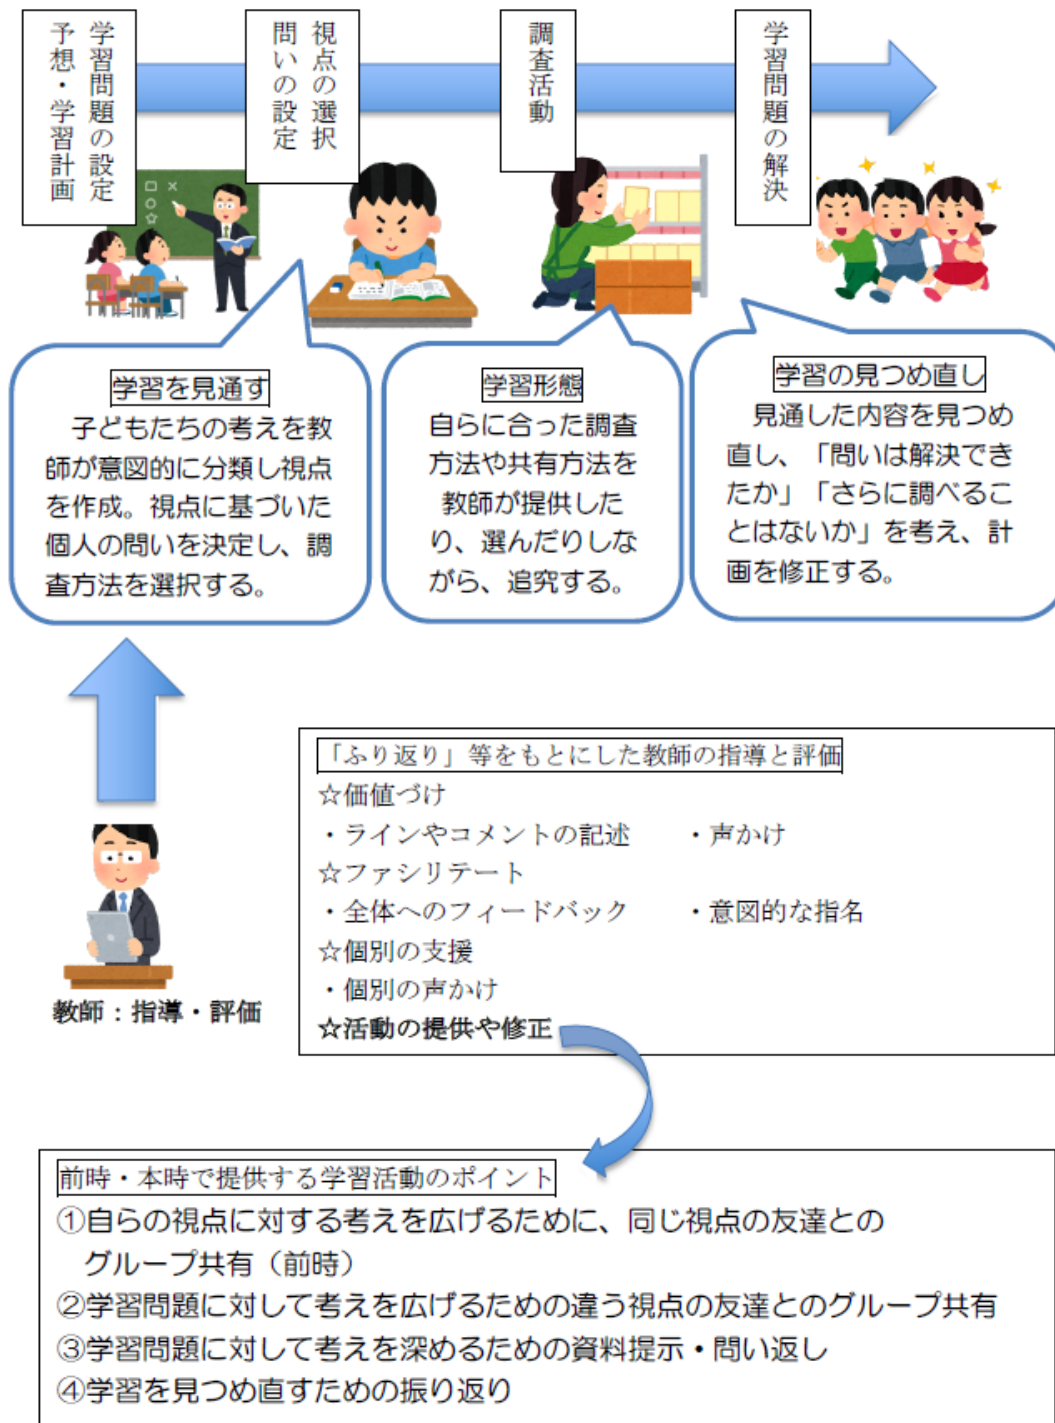 学習問題の設定
予想・学習計画
視点の選択
問いの設定
調査活動
学習問題の解決
学習を見通す
子どもたちの考えを教
師が意図的に分類し視点
を作成。視点に基づいた
個人の問いを決定し、調
査方法を選択する。
学習形態
自らに合った調査
方法や共有方法を
教師が提供した
り、選んだりしな
がら、追究する。
学習の見つめ直し
見通した内容を見つめ
直し、「問いは解決でき
たか」「さらに調べるこ
とはないか」を考え、計
画を修正する。
教師：指導・評価
「ふり返り」等をもとにした教師の指導と評価
☆価値づけ
・ラインやコメントの記述　・声かけ
☆ファシリテート
・全体へのフィードバック　・意図的な指名
☆個別の支援
・個別の声かけ
☆活動の提供や修正
前時・本時で提供する学習活動のポイント
①自らの視点に対する考えを広げるために、同じ視点の友達との
グループ共有（前時）
②学習問題に対して考えを広げるための違う視点の友達とのグループ共有
③学習問題に対して考えを深めるための資料提示・問い返し
④学習を見つめ直すための振り返り